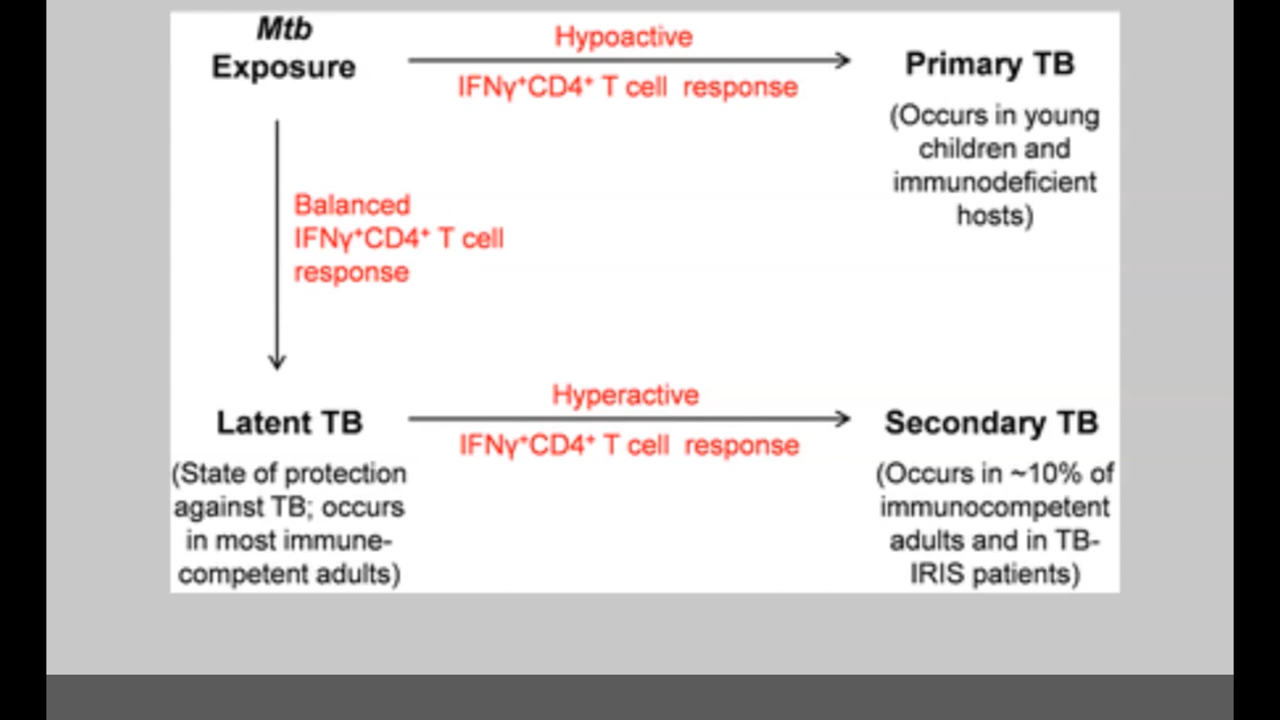 Mtb
Exposure
Hypoactive
IFNγ⁺CD4⁺ T cell response
Primary TB
(Occurs in young
children and
immunodeficient
hosts)
Balanced
IFNγ⁺CD4⁺ T cell
response
Latent TB
(State of protection
against TB; occurs
in most immune-
competent adults)
Hyperactive
IFNγ⁺CD4⁺ T cell response
Secondary TB
(Occurs in ~10% of
immunocompetent
adults and in TB-
IRIS patients)